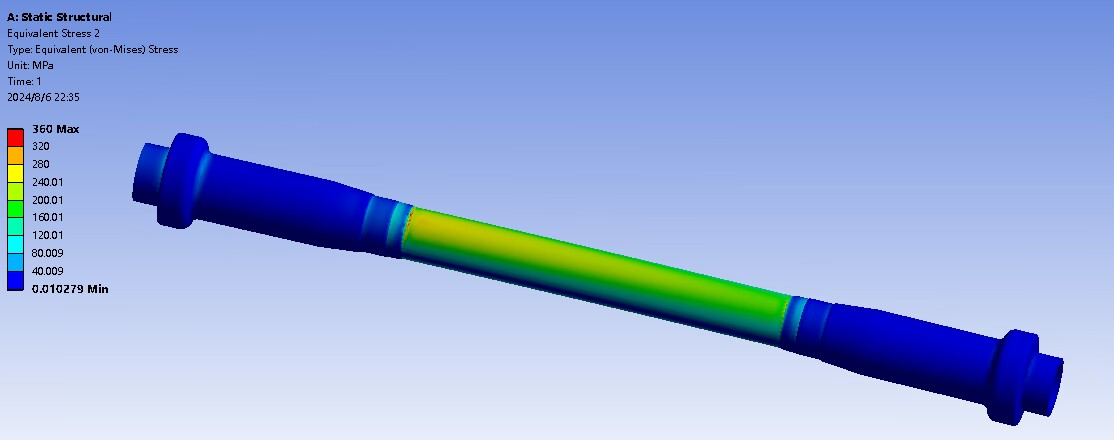 A: Static Structural
Equivalent Stress 2
Type: Equivalent (von-Mises) Stress
Unit: MPa
Time: 1
2024/8/6 22:35
360 Max
320
280
240.01
200.01
160.01
120.01
80.009
40.009
0.010279 Min